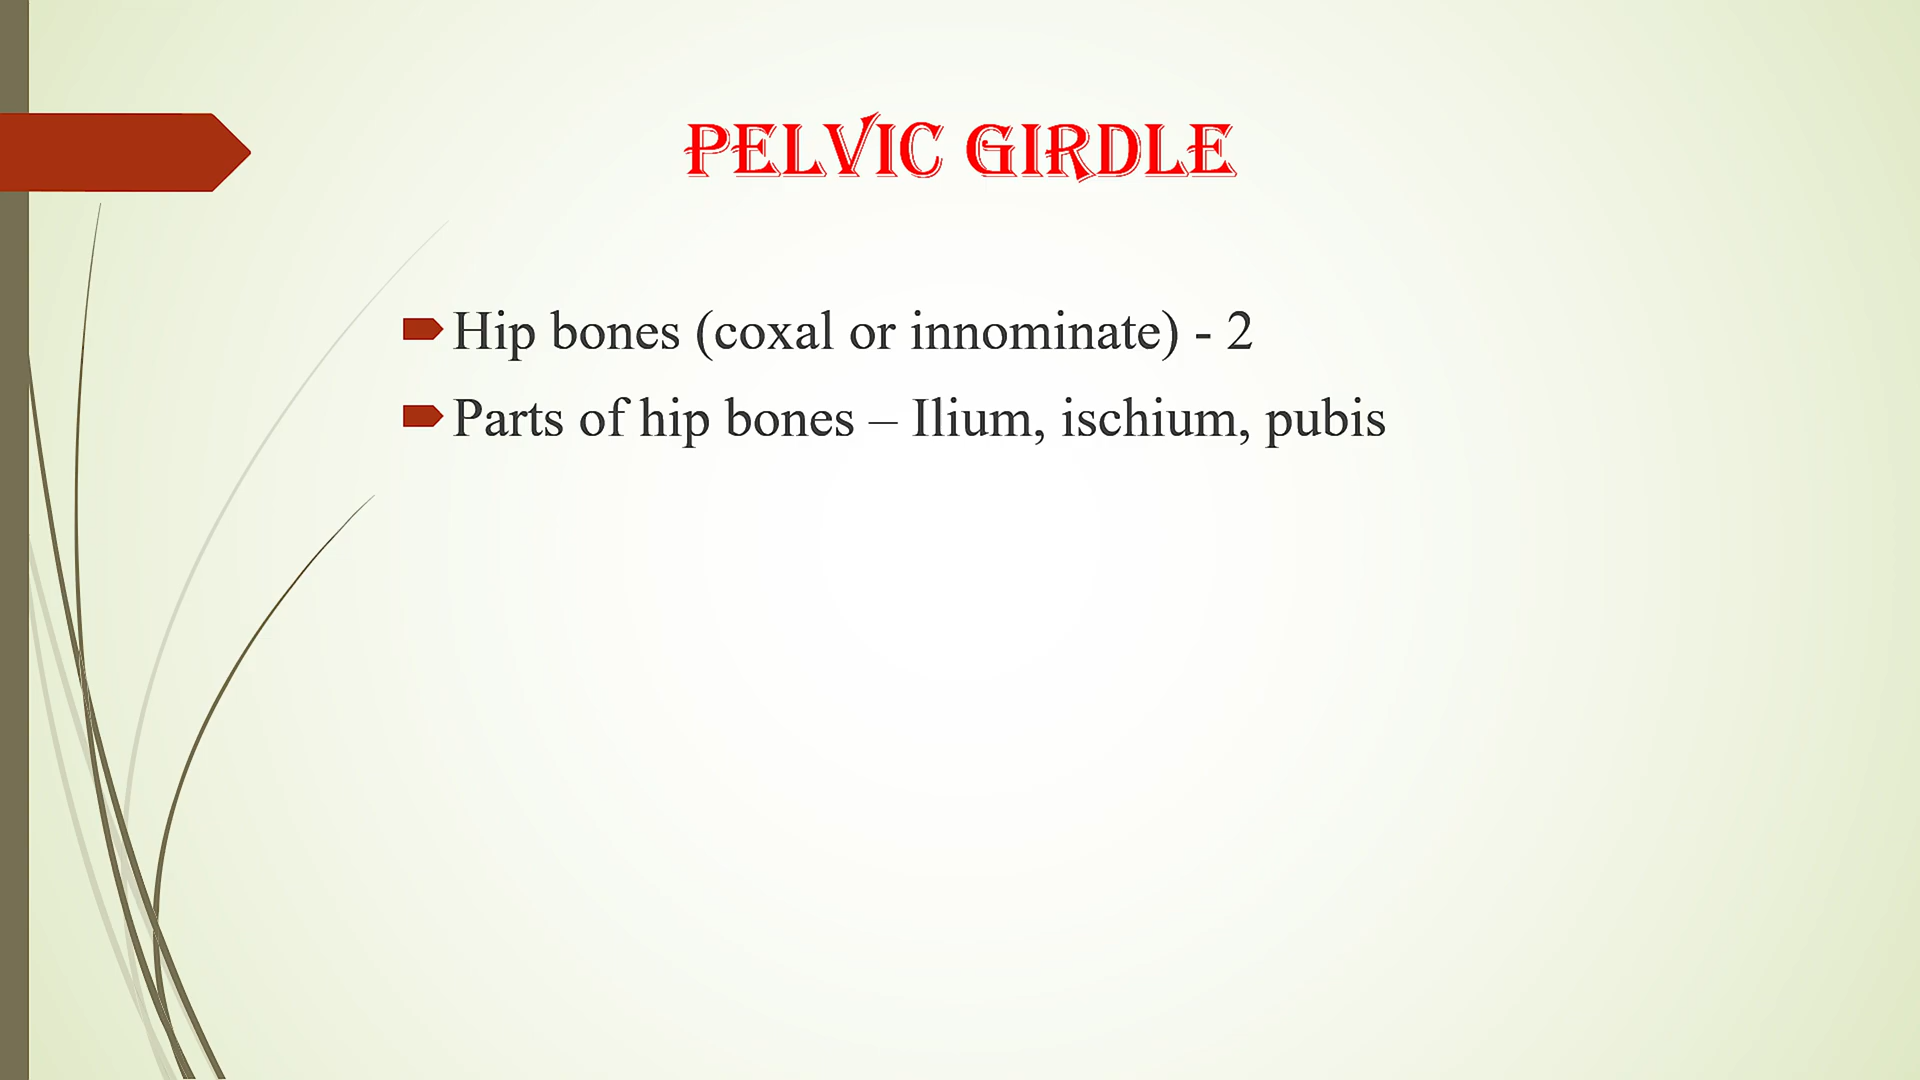 PELVIC GIRDLE
Hip bones (coxal or innominate) - 2
Parts of hip bones – Ilium, ischium, pubis